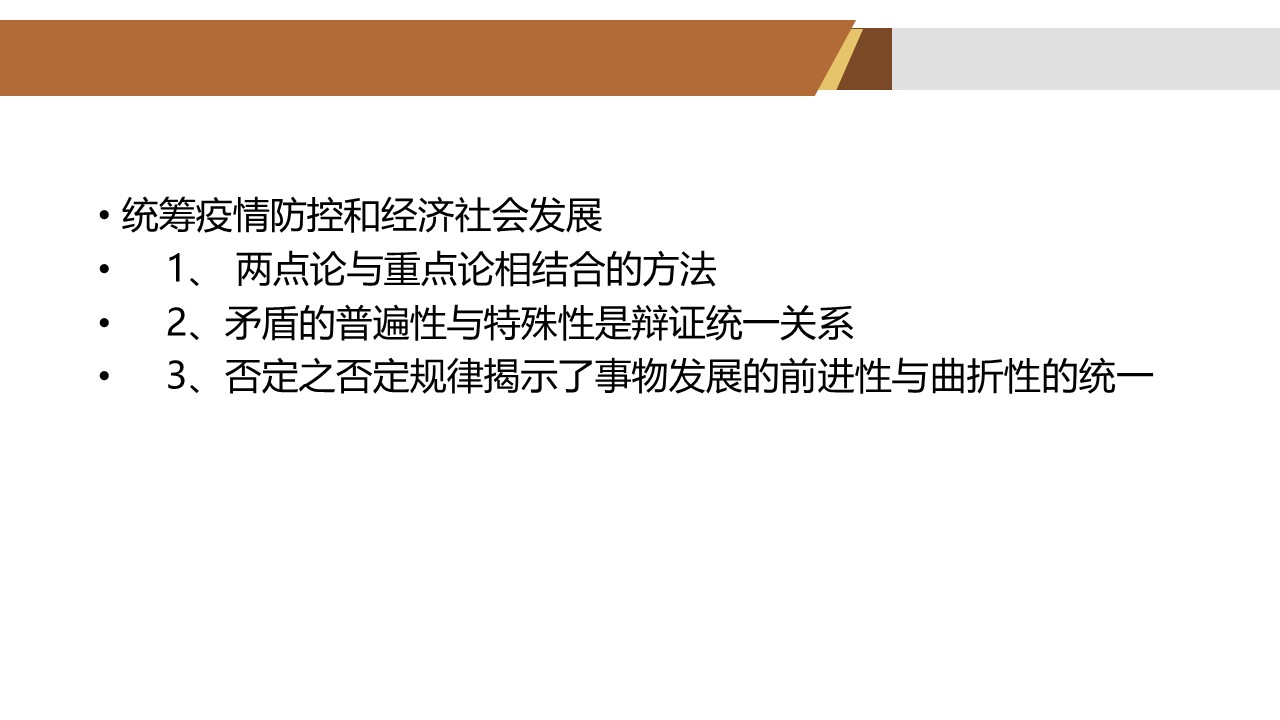 • 统筹疫情防控和经济社会发展
• 1、 两点论与重点论相结合的方法
• 2、矛盾的普遍性与特殊性是辩证统一关系
• 3、否定之否定规律揭示了事物发展的前进性与曲折性的统一